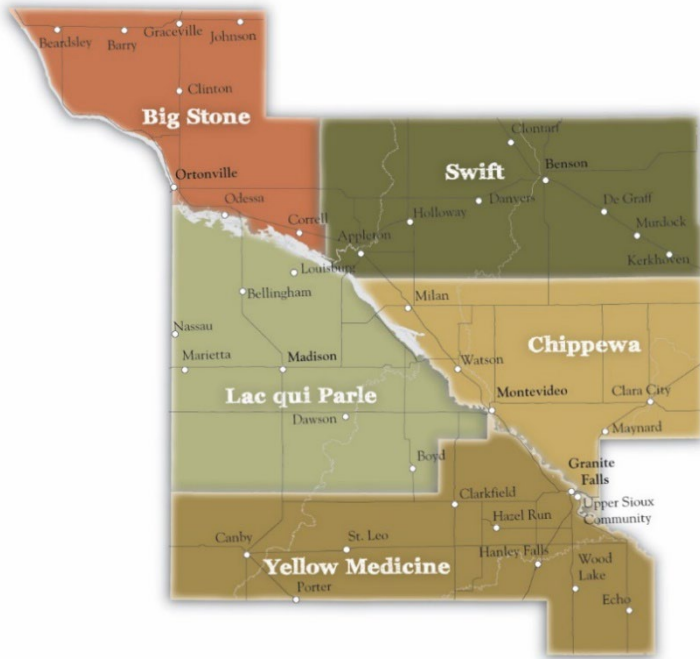 Beardsley
Barry
Graceville
Johnson
Clinton
Big Stone
Clontarf
Ortonville
Swift
Benson
Odessa
Danvers
De Graff
Correll
Holloway
Murdock
Appleton
Kerkhoven
Louisburg
Bellingham
Milan
Nassau
Chippewa
Marietta
Madison
Watson
Lac qui Parle
Montevideo
Clara City
Dawson
Maynard
Boyd
Granite
Falls
Clarkfield
Upper Sioux
Community
Hazel Run
Canby
St. Leo
Hanley Falls
Yellow Medicine
Wood
Lake
Porter
Echo